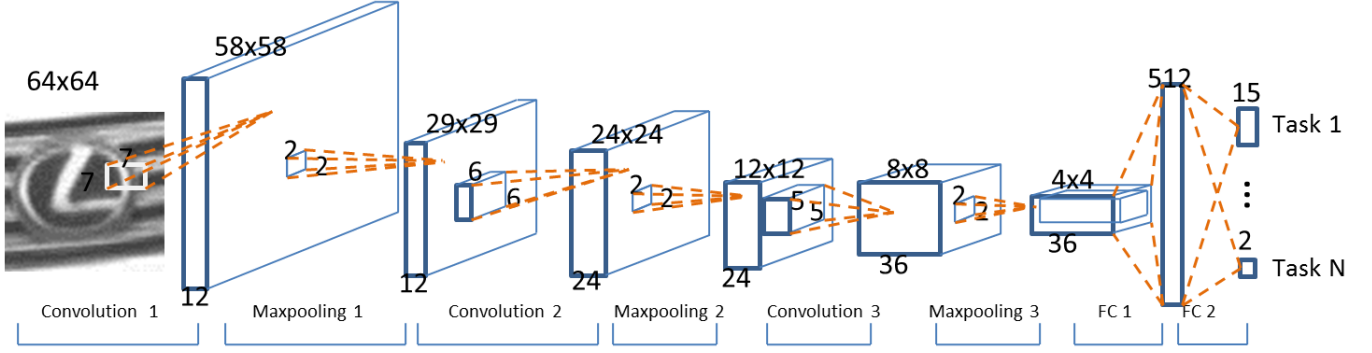 64x64
7
7
58x58
12
2
2
29x29
12
6
6
24x24
24
2
2
12x12
24
5
5
8x8
36
2
2
4x4
36
512
15
Task 1
2
Task N
Convolution 1
Maxpooling 1
Convolution 2
Maxpooling 2
Convolution 3
Maxpooling 3
FC 1
FC 2